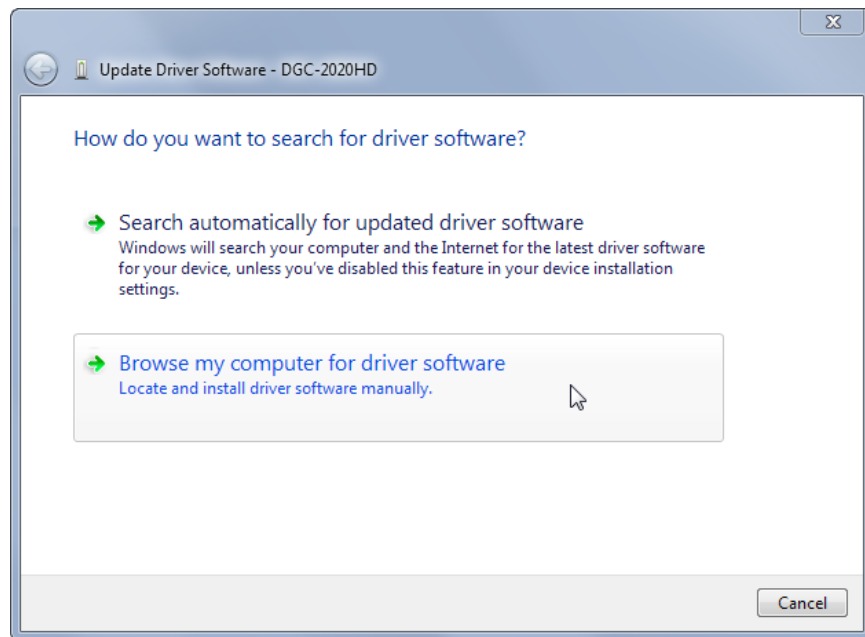 Update Driver Software - DGC-2020HD
How do you want to search for driver software?
Search automatically for updated driver software
Windows will search your computer and the Internet for the latest driver software
for your device, unless you've disabled this feature in your device installation
settings.
Browse my computer for driver software
Locate and install driver software manually.
Cancel